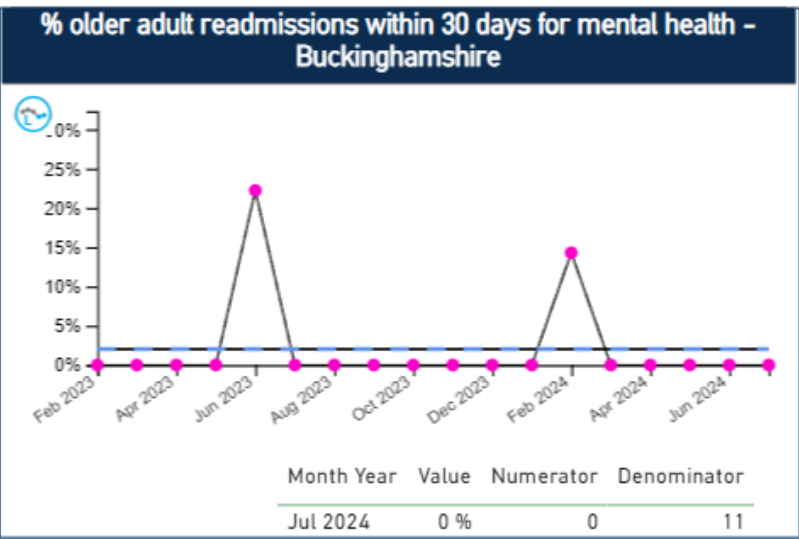 % older adult readmissions within 30 days for mental health –
Buckinghamshire
L
.0%
25%
20%
15%
10%
5%
0%
Feb 2023 Apr 2023 Jun 2023 Aug 2023 Oct 2023 Dec 2023 Feb 2024 Apr 2024 Jun 2024
Month Year Value Numerator Denominator
Jul 2024 0 % 0 11